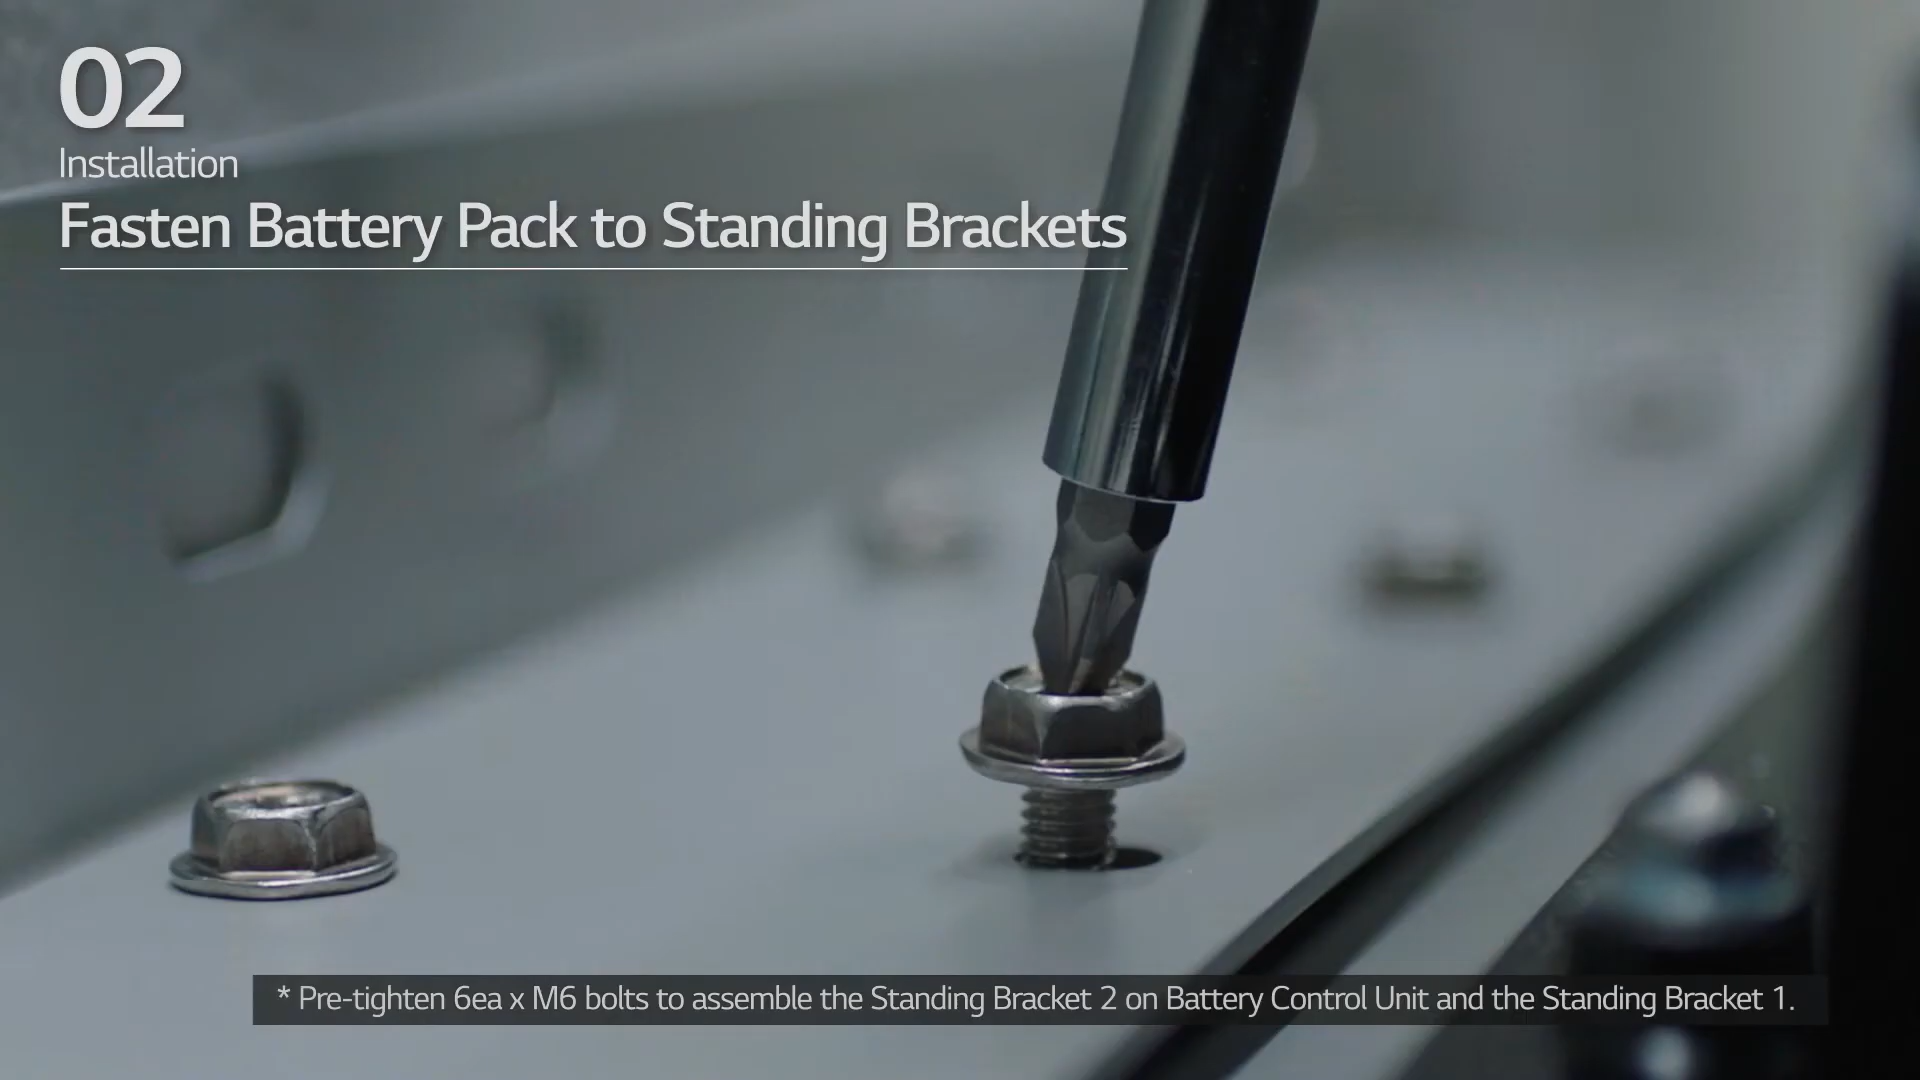 02
Installation
Fasten Battery Pack to Standing Brackets
* Pre-tighten 6ea x M6 bolts to assemble the Standing Bracket 2 on Battery Control Unit and the Standing Bracket 1.